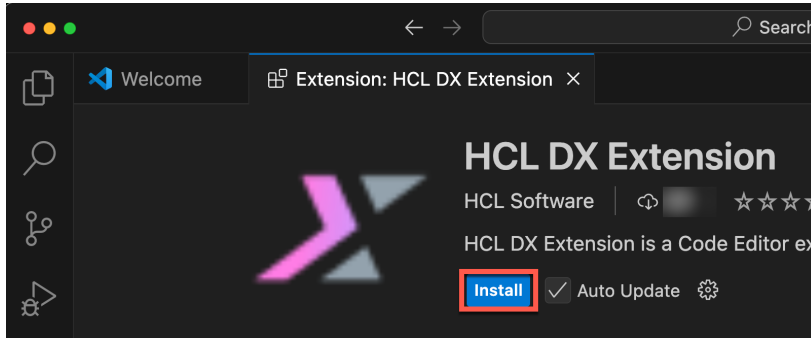 Search
Welcome
Extension: HCL DX Extension
HCL DX Extension
HCL Software
HCL DX Extension is a Code Editor
Install
Auto Update